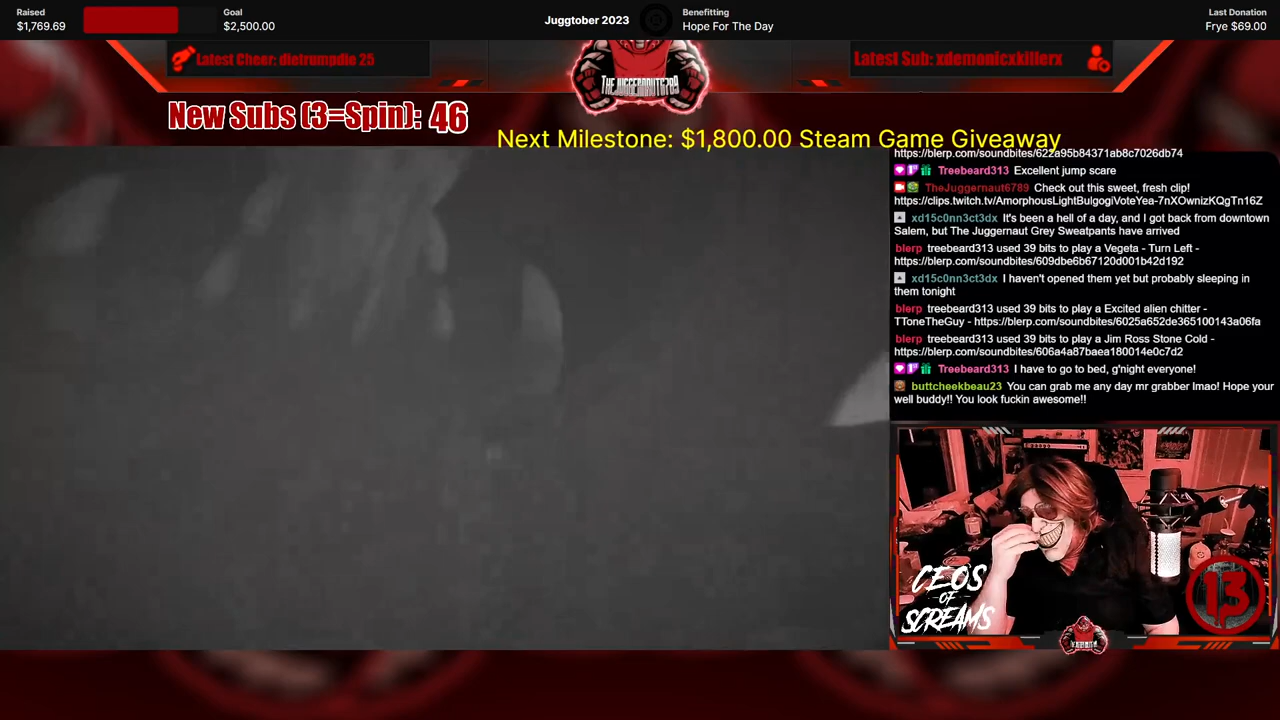 Raised
$1,769.69
Goal
$2,500.00
Juggtober 2023
Benefitting
Hope For The Day
Last Donation
Frye $69.00
Latest Cheer: dietrumpdie 25
THEJUGGERNAUT6789
Latest Sub: xdemonicxkillerx
New Subs (3=Spin): 46
Next Milestone: $1,800.00 Steam Game Giveaway
https://blerp.com/soundbites/622a95b84371ab8c7026db74
Treebeard313 Excellent jump scare
TheJuggernaut6789 Check out this sweet, fresh clip!
https://clips.twitch.tv/AmorphousLightBulgogiVoteYea-7nXOwnizKQgTn16Z
xd15c0nn3ct3dx It's been a hell of a day, and I got back from downtown
Salem, but The Juggernaut Grey Sweatpants have arrived
blerp treebeard313 used 39 bits to play a Vegeta - Turn Left -
https://blerp.com/soundbites/609dbe6b67120d001b42d192
xd15c0nn3ct3dx I haven't opened them yet but probably sleeping in
them tonight
blerp treebeard313 used 39 bits to play a Excited alien chitter -
TToneTheGuy - https://blerp.com/soundbites/6025a652de365100143a06fa
blerp treebeard313 used 39 bits to play a Jim Ross Stone Cold -
https://blerp.com/soundbites/606a4a87baea180014e0c7d2
Treebeard313 I have to go to bed, g'night everyone!
buttcheekbeau23 You can grab me any day mr grabber lmao! Hope your
well buddy!! You look fuckin awesome!!
CEOS
OF
SCREAMS
13